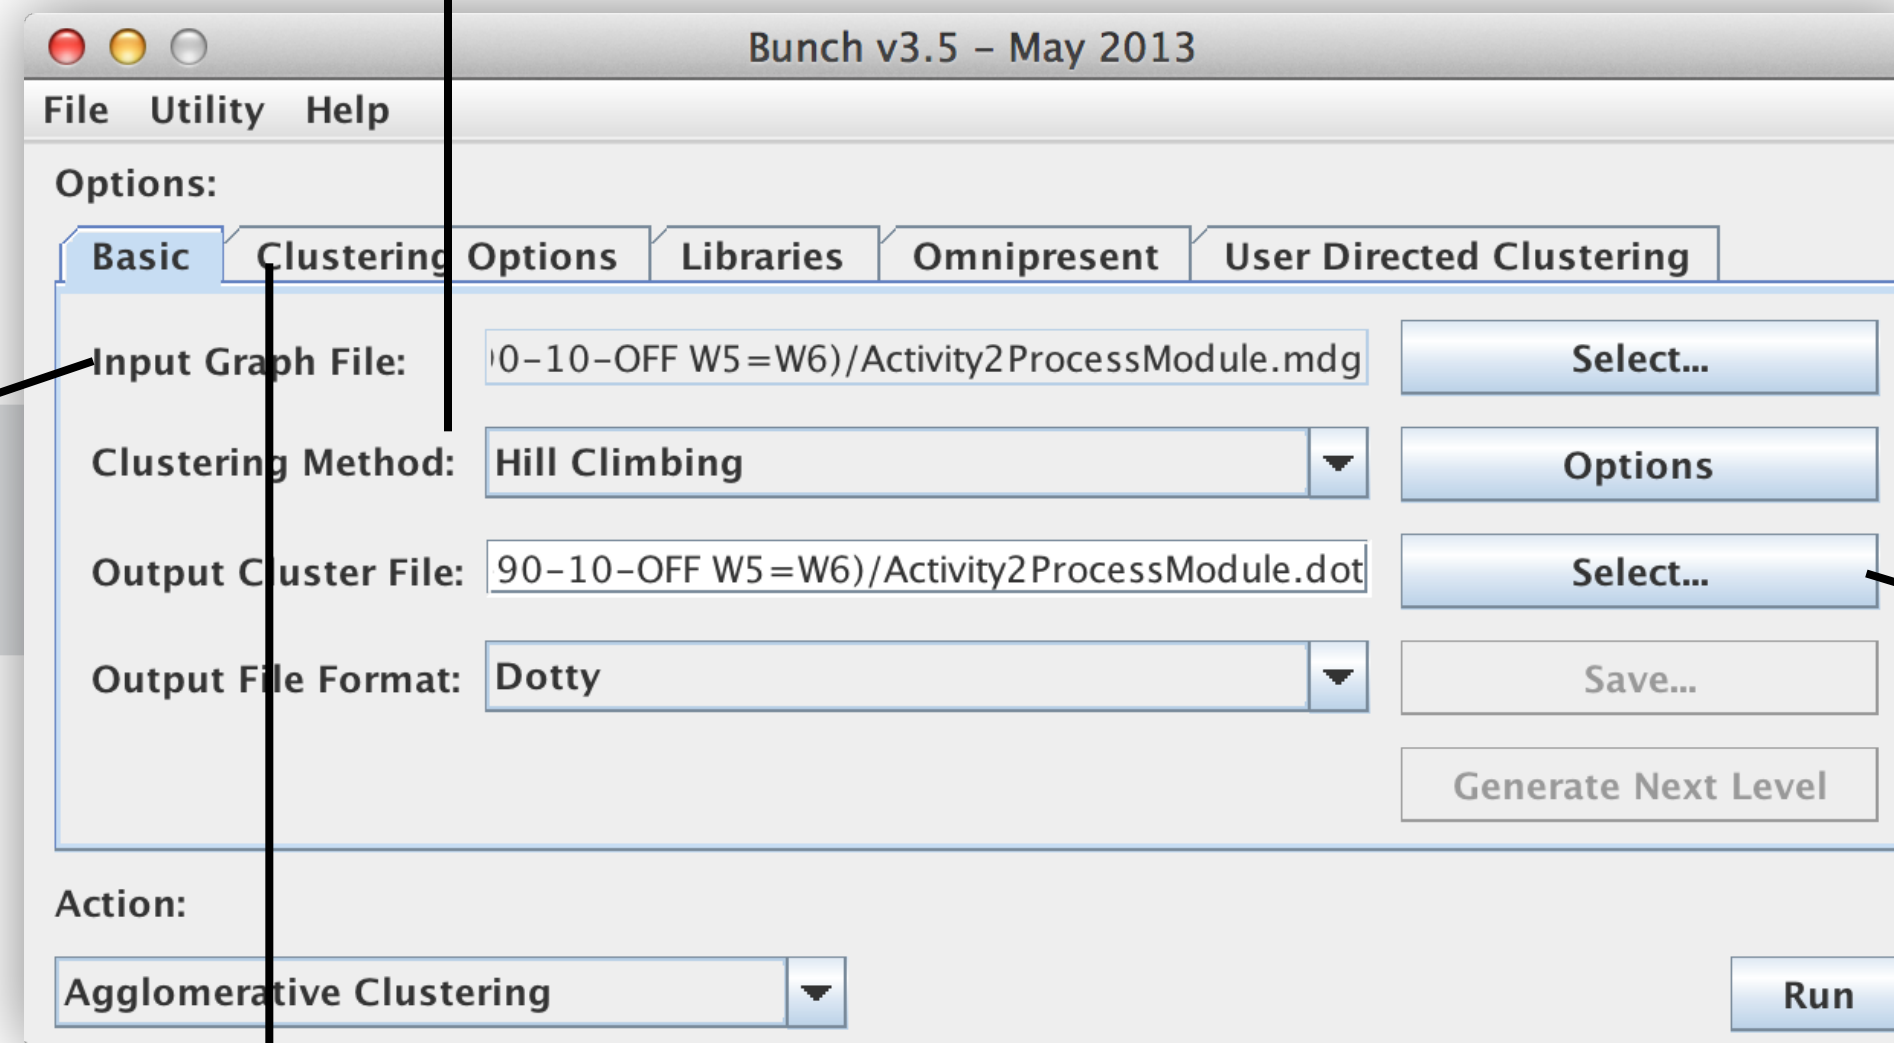 Bunch v3.5 – May 2013
File Utility Help
Options:
Basic Clustering Options Libraries Omnipresent User Directed Clustering
Input Graph File: 0-10-OFF W5=W6)/Activity2ProcessModule.mdg Select...
Clustering Method: Hill Climbing Options
Output Cluster File: 90-10-OFF W5=W6)/Activity2ProcessModule.dot Select...
Output File Format: Dotty Save...
Generate Next Level
Action:
Agglomerative Clustering Run